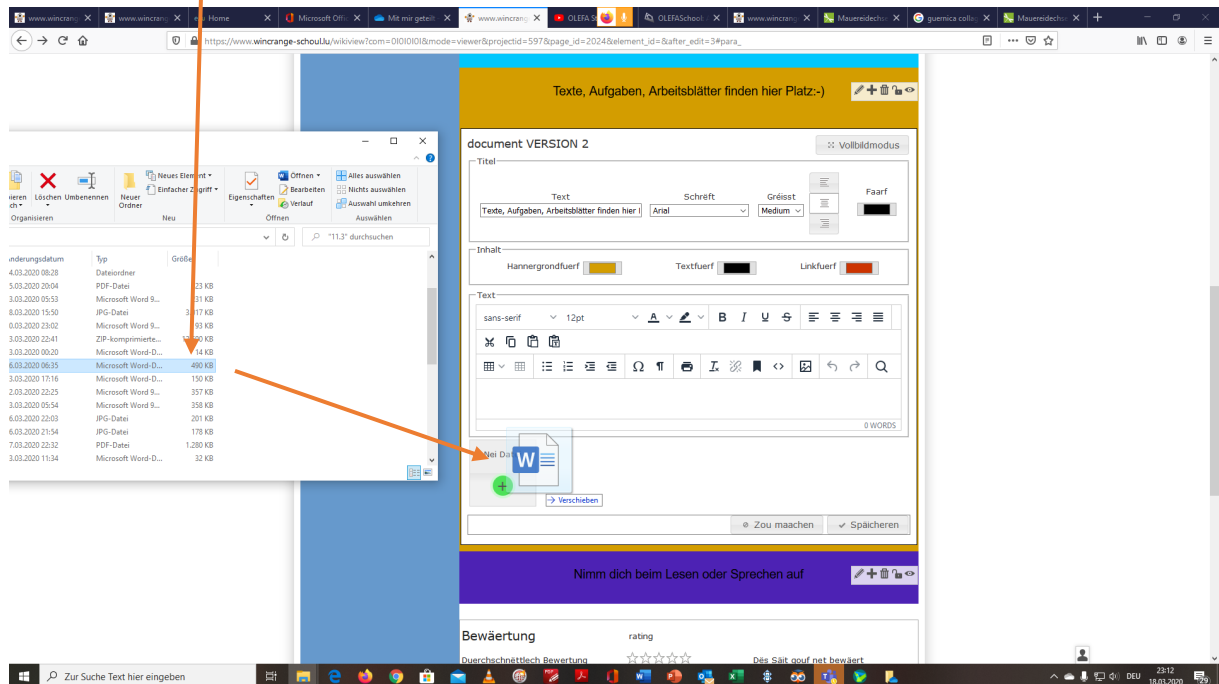 www.wincrang
www.wincrang
Home
Microsoft Offic
Mit mir geteilt
www.wincrang
OLEFA S
OLEFASchool
www.wincrang
Mauereidechs
guernica colleg
Mauereidechs
https://www.wincrange-schoul.lu/wikiview?com=0I0I0I0I&mode=viewer&projectid=597&page_id=2024&element_id=&after_edit=3#para_
Texte, Aufgaben, Arbeitsblätter finden hier Platz:-)
document VERSION 2
Vollbildmodus
Titel
Text Schrëft Gréisst Faarf
Texte, Aufgaben, Arbeitsblätter finden hier I Arial Medium
Inhalt
Hannergrondfuerf Textfuerf Linkfuerf
Text
sans-serif 12pt
0 WORDS
Nei Dat
W
Verschieben
Zou maachen Späicheren
Nimm dich beim Lesen oder Sprechen auf
Bewäertung rating
Duerchschnëttlech Bewertung Dës Säit gouf net bewäert
Neues Element
Einfacher Zugriff
Öffnen
Bearbeiten
Verlauf
Alles auswählen
Nichts auswählen
Auswahl umkehren
Löschen Umbenennen Neuer Ordner Eigenschaften
Organisieren Neu Öffnen Auswählen
"11.3" durchsuchen
nderungsdatum Typ Größe
4.03.2020 08:28 Dateiordner
5.03.2020 20:04 PDF-Datei 23 KB
3.03.2020 05:53 Microsoft Word 9... 31 KB
8.03.2020 15:50 JPG-Datei
0.03.2020 23:02 Microsoft Word 9... 93 KB
3.03.2020 22:41 ZIP-komprimierte...
3.03.2020 00:20 Microsoft Word-D... 14 KB
6.03.2020 06:35 Microsoft Word-D... 490 KB
3.03.2020 17:16 Microsoft Word-D... 150 KB
2.03.2020 22:25 Microsoft Word 9... 357 KB
3.03.2020 05:54 Microsoft Word 9... 358 KB
6.03.2020 22:03 JPG-Datei 201 KB
6.03.2020 21:54 JPG-Datei 178 KB
7.03.2020 22:32 PDF-Datei 1.280 KB
3.03.2020 11:34 Microsoft Word-D... 32 KB
Zur Suche Text hier eingeben
DEU
23:12
18.03.2020